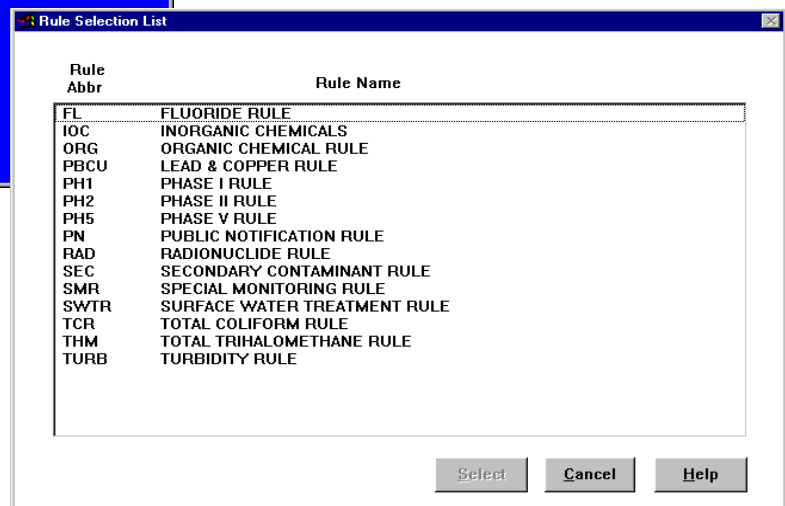 Rule Selection List
Rule
Abbr Rule Name
FL FLUORIDE RULE
IOC INORGANIC CHEMICALS
ORG ORGANIC CHEMICAL RULE
PBCU LEAD & COPPER RULE
PH1 PHASE I RULE
PH2 PHASE II RULE
PH5 PHASE V RULE
PN PUBLIC NOTIFICATION RULE
RAD RADIONUCLIDE RULE
SEC SECONDARY CONTAMINANT RULE
SMR SPECIAL MONITORING RULE
SWTR SURFACE WATER TREATMENT RULE
TCR TOTAL COLIFORM RULE
THM TOTAL TRIHALOMETHANE RULE
TURB TURBIDITY RULE
Select Cancel Help